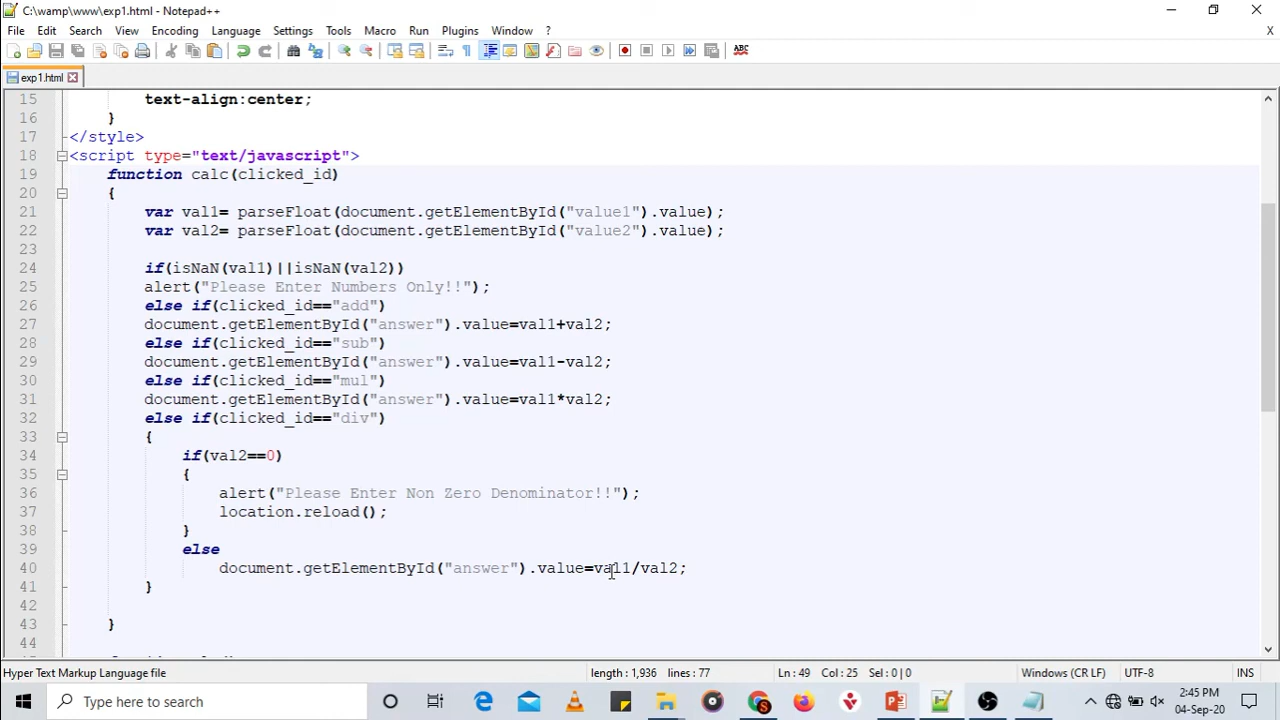 C:\wamp\www\exp1.html - Notepad++
File Edit Search View Encoding Language Settings Tools Macro Run Plugins Window ? X
ABC
exp1.html
15 text-align:center;
16 }
17 </style>
18 <script type="text/javascript">
19 function calc(clicked_id)
20 {
21 var val1= parseFloat(document.getElementById("value1").value);
22 var val2= parseFloat(document.getElementById("value2").value);
23
24 if(isNaN(val1)||isNaN(val2))
25 alert("Please Enter Numbers Only!!");
26 else if(clicked_id=="add")
27 document.getElementById("answer").value=val1+val2;
28 else if(clicked_id=="sub")
29 document.getElementById("answer").value=val1-val2;
30 else if(clicked_id=="mul")
31 document.getElementById("answer").value=val1*val2;
32 else if(clicked_id=="div")
33 {
34 if(val2==0)
35 {
36 alert("Please Enter Non Zero Denominator!!");
37 location.reload();
38 }
39 else
40 document.getElementById("answer").value=val1/val2;
41 }
42
43 }
44
Hyper Text Markup Language file length : 1,936 lines : 77 Ln : 49 Col : 25 Sel : 0 | 0 Windows (CR LF) UTF-8 INS
Type here to search
2:45 PM
04-Sep-20